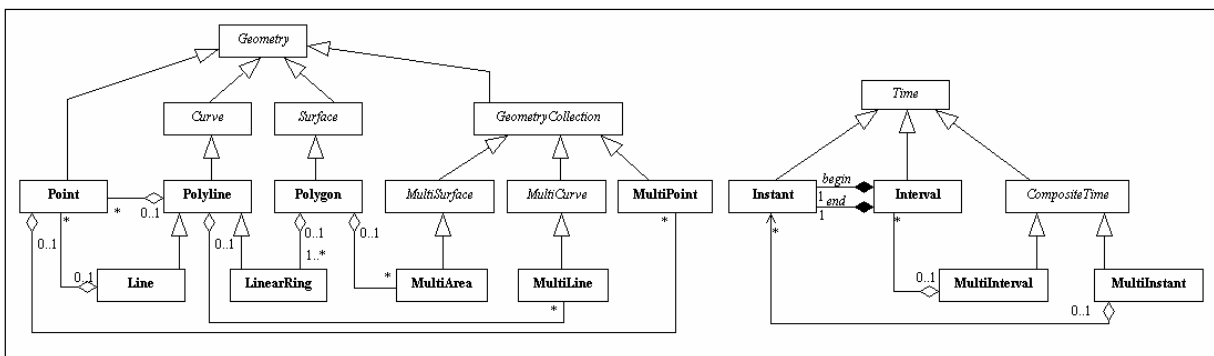 Geometry
Time
Curve
Surface
GeometryCollection
Point
Polyline
Polygon
MultiSurface
MultiCurve
MultiPoint
Instant
begin
Interval
CompositeTime
1 end
1
*
*
0..1
0..1
0..1
0..1
0..1
*
*
*
1..*
0..1
*
0..1
Line
LinearRing
MultiArea
MultiLine
MultiInterval
MultiInstant
*
0..1